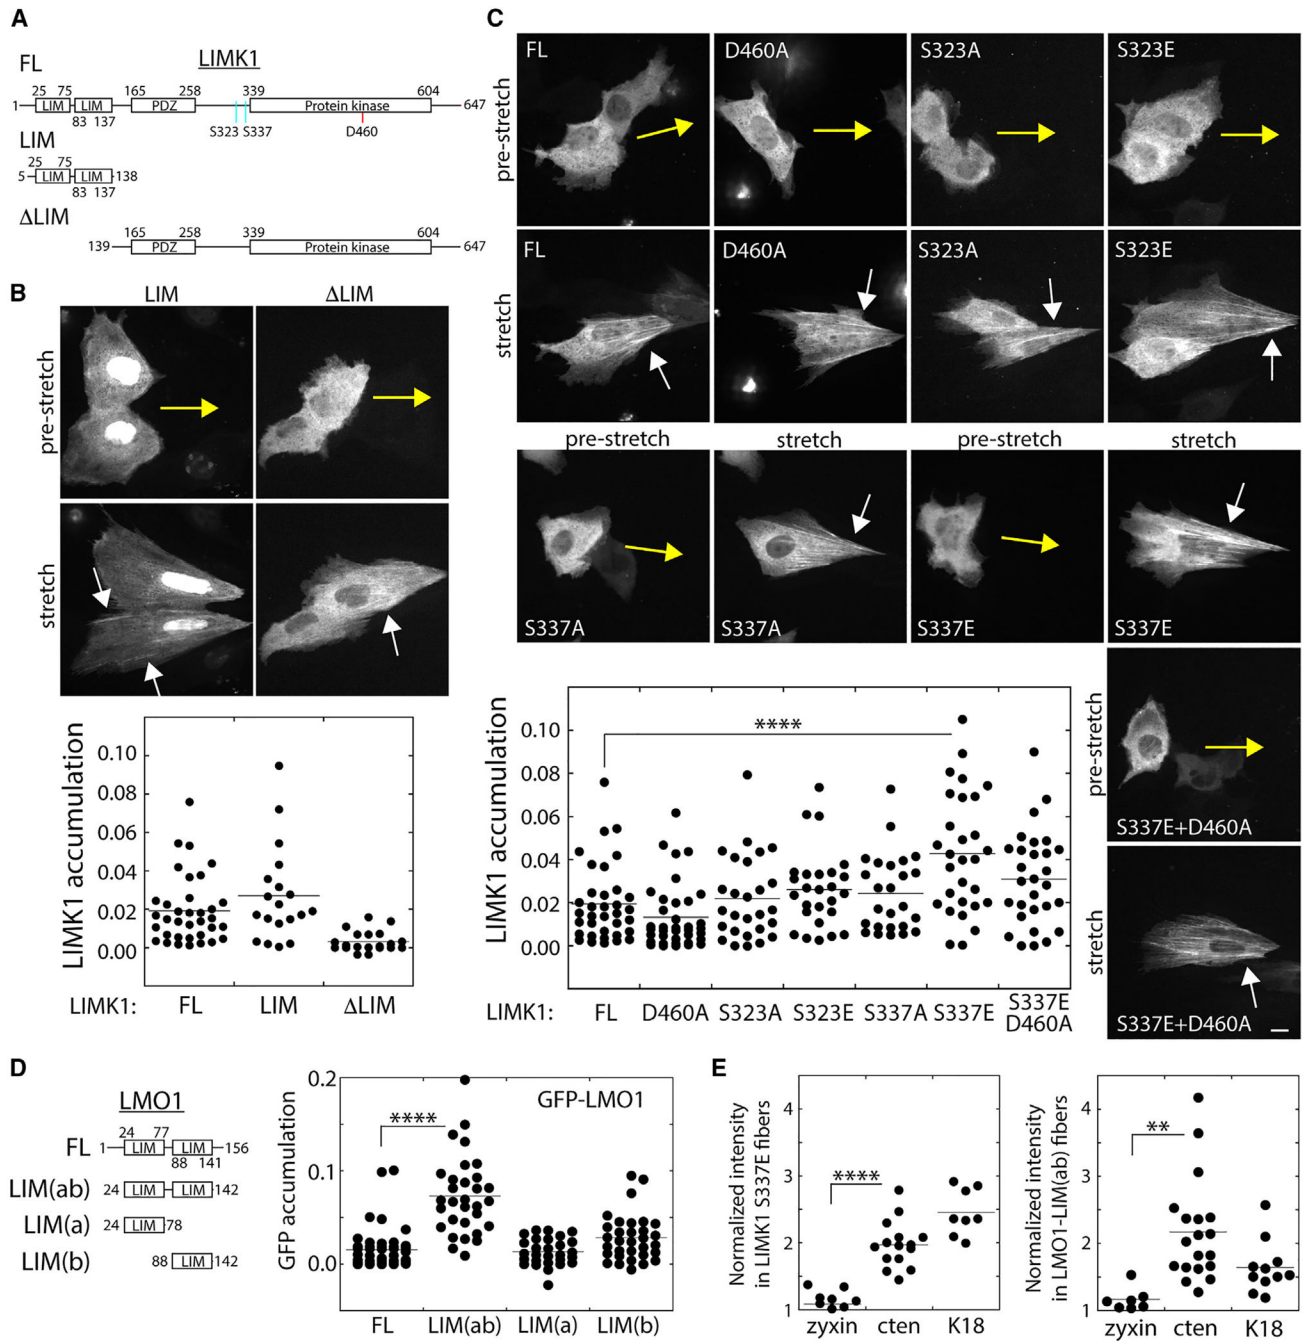 A
FL
LIMK1
25 75 165 258 339 604
1 LIM LIM PDZ Protein kinase 647
83 137 S323 S337 D460
LIM
25 75
5 LIM LIM 138
83 137
ΔLIM
165 258 339 604
139 PDZ Protein kinase 647
B
LIM ΔLIM
pre-stretch
stretch
LIMK1 accumulation
0.10
0.08
0.06
0.04
0.02
0.00
LIMK1: FL LIM ΔLIM
C
pre-stretch
FL D460A S323A S323E
stretch
FL D460A S323A S323E
pre-stretch stretch pre-stretch stretch
S337A S337A S337E S337E
pre-stretch
S337E+D460A
stretch
S337E+D460A
LIMK1 accumulation
****
0.10
0.08
0.06
0.04
0.02
0.00
LIMK1: FL D460A S323A S323E S337A S337E S337E
D460A
D
LMO1
24 77
FL 1 LIM LIM 156
88 141
LIM(ab) 24 LIM LIM 142
LIM(a) 24 LIM 78
LIM(b) 88 LIM 142
GFP accumulation
GFP-LMO1
****
0.2
0.1
0.0
FL LIM(ab) LIM(a) LIM(b)
E
Normalized intensity
in LIMK1 S337E fibers
****
4
3
2
1
zyxin cten K18
Normalized intensity
in LMO1-LIM(ab) fibers
**
4
3
2
1
zyxin cten K18